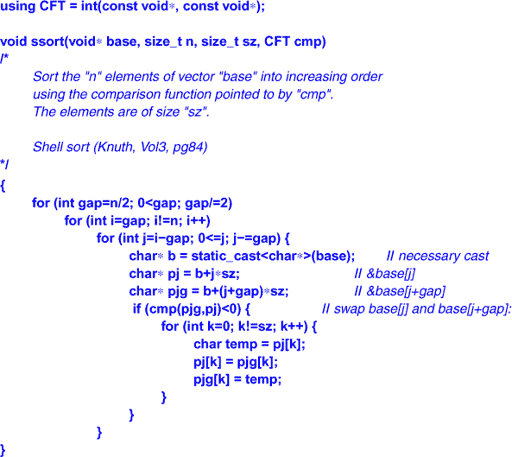 using CFT = int(const void∗, const void∗);
void ssort(void∗ base, size_t n, size_t sz, CFT cmp)
/*
Sort the "n" elements of vector "base" into increasing order
using the comparison function pointed to by "cmp".
The elements are of size "sz".
Shell sort (Knuth, Vol3, pg84)
*/
{
for (int gap=n/2; 0<gap; gap/=2)
for (int i=gap; i!=n; i++)
for (int j=i−gap; 0<=j; j−=gap) {
char∗ b = static_cast<char∗>(base); // necessary cast
char∗ pj = b+j∗sz; // &base[j]
char∗ pjg = b+(j+gap)∗sz; // &base[j+gap]
if (cmp(pjg,pj)<0) { // swap base[j] and base[j+gap]:
for (int k=0; k!=sz; k++) {
char temp = pj[k];
pj[k] = pjg[k];
pjg[k] = temp;
}
}
}
}